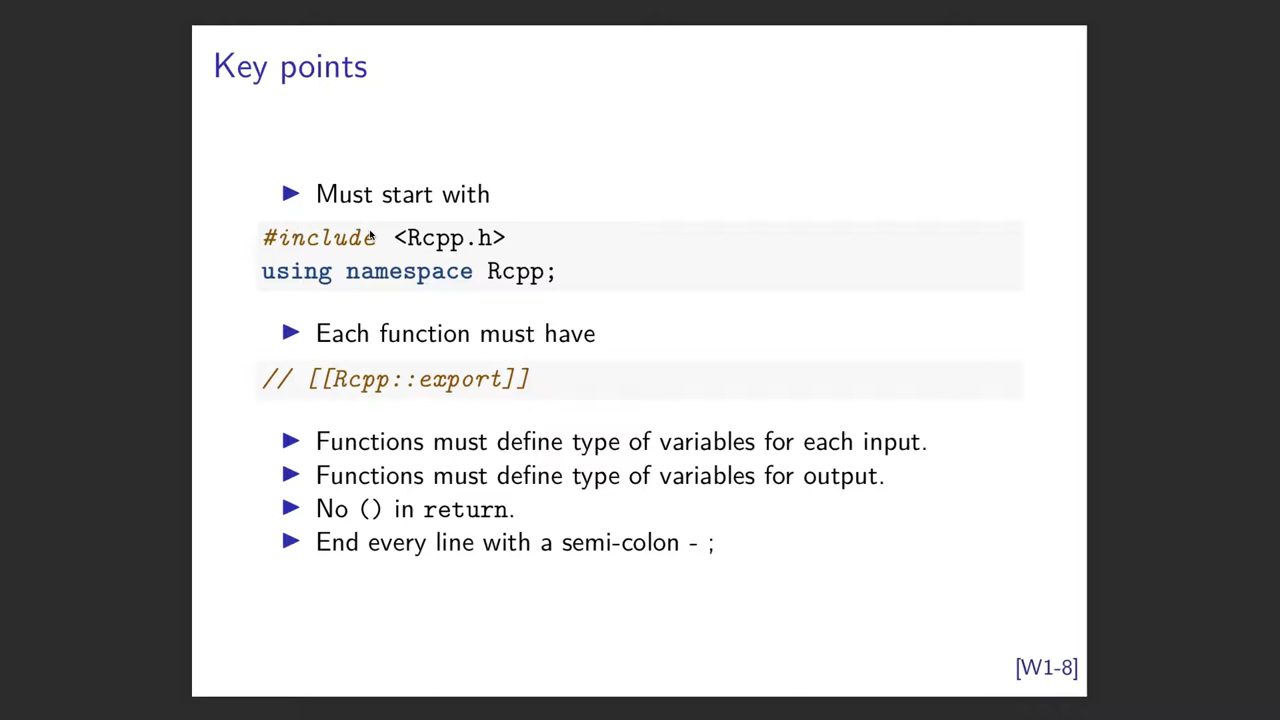 Key points
Must start with
#include <Rcpp.h>
using namespace Rcpp;
Each function must have
// [[Rcpp::export]]
Functions must define type of variables for each input.
Functions must define type of variables for output.
No () in return.
End every line with a semi-colon - ;
[W1-8]